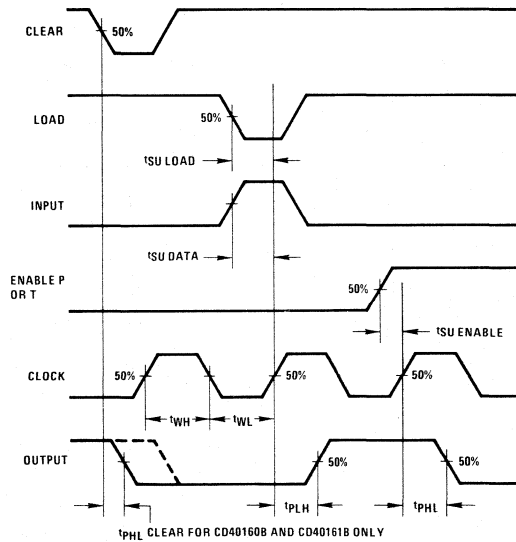 CLEAR
50%
LOAD
50%
tSU LOAD
INPUT
tSU DATA
ENABLE P
OR T
50%
tSU ENABLE
CLOCK
50%
50%
50%
tWH
tWL
OUTPUT
50%
50%
tPLH
tPHL
tPHL CLEAR FOR CD40160B AND CD40161B ONLY